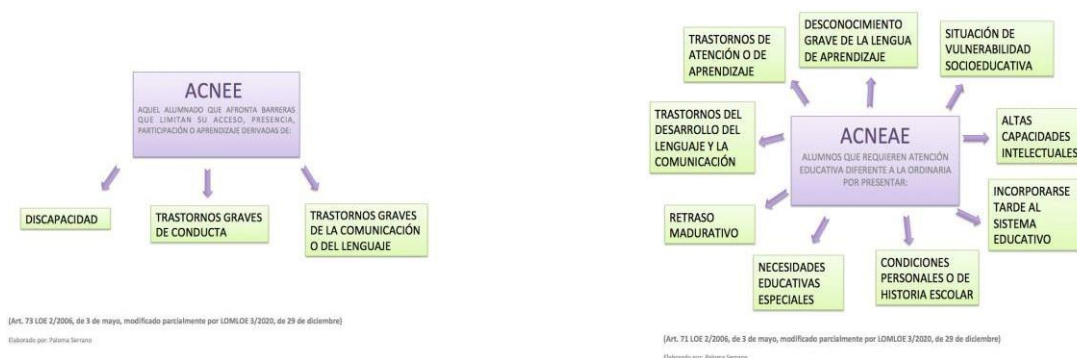 ACNEE
AQUEL ALUMNADO QUE AFRONTA BARRERAS
QUE LIMITAN SU ACCESO, PRESENCIA,
PARTICIPACIÓN O APRENDIZAJE DERIVADAS DE:
DISCAPACIDAD
TRASTORNOS GRAVES
DE CONDUCTA
TRASTORNOS GRAVES
DE LA COMUNICACIÓN
O DEL LENGUAJE
(Art. 73 LOE 2/2006, de 3 de mayo, modificado parcialmente por LOMLOE 3/2020, de 29 de diciembre)
Elaborado por: Paloma Serrano
TRASTORNOS DE
ATENCIÓN O DE
APRENDIZAJE
DESCONOCIMIENTO
GRAVE DE LA LENGUA
DE APRENDIZAJE
SITUACIÓN DE
VULNERABILIDAD
SOCIOEDUCATIVA
TRASTORNOS DEL
DESARROLLO DEL
LENGUAJE Y LA
COMUNICACIÓN
ACNEAE
ALUMNOS QUE REQUIEREN ATENCIÓN
EDUCATIVA DIFERENTE A LA ORDINARIA
POR PRESENTAR:
ALTAS
CAPACIDADES
INTELECTUALES
RETRASO
MADURATIVO
INCORPORARSE
TARDE AL
SISTEMA
EDUCATIVO
NECESIDADES
EDUCATIVAS
ESPECIALES
CONDICIONES
PERSONALES O DE
HISTORIA ESCOLAR
(Art. 71 LOE 2/2006, de 3 de mayo, modificado parcialmente por LOMLOE 3/2020, de 29 de diciembre)
Elaborado por: Paloma Serrano